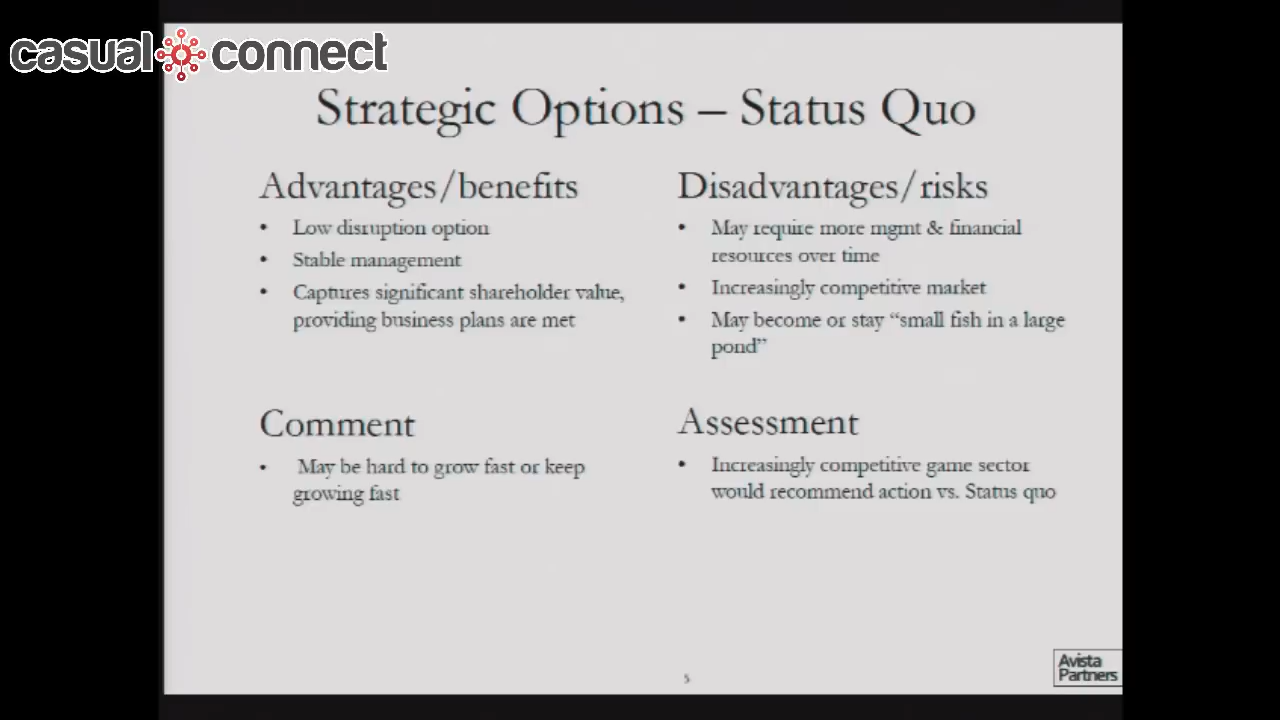 casual connect
Strategic Options – Status Quo
Advantages/benefits
• Low disruption option
• Stable management
• Captures significant shareholder value,
providing business plans are met
Disadvantages/risks
• May require more mgmt & financial
resources over time
• Increasingly competitive market
• May become or stay “small fish in a large
pond”
Comment
• May be hard to grow fast or keep
growing fast
Assessment
• Increasingly competitive game sector
would recommend action vs. Status quo
5
Avista
Partners